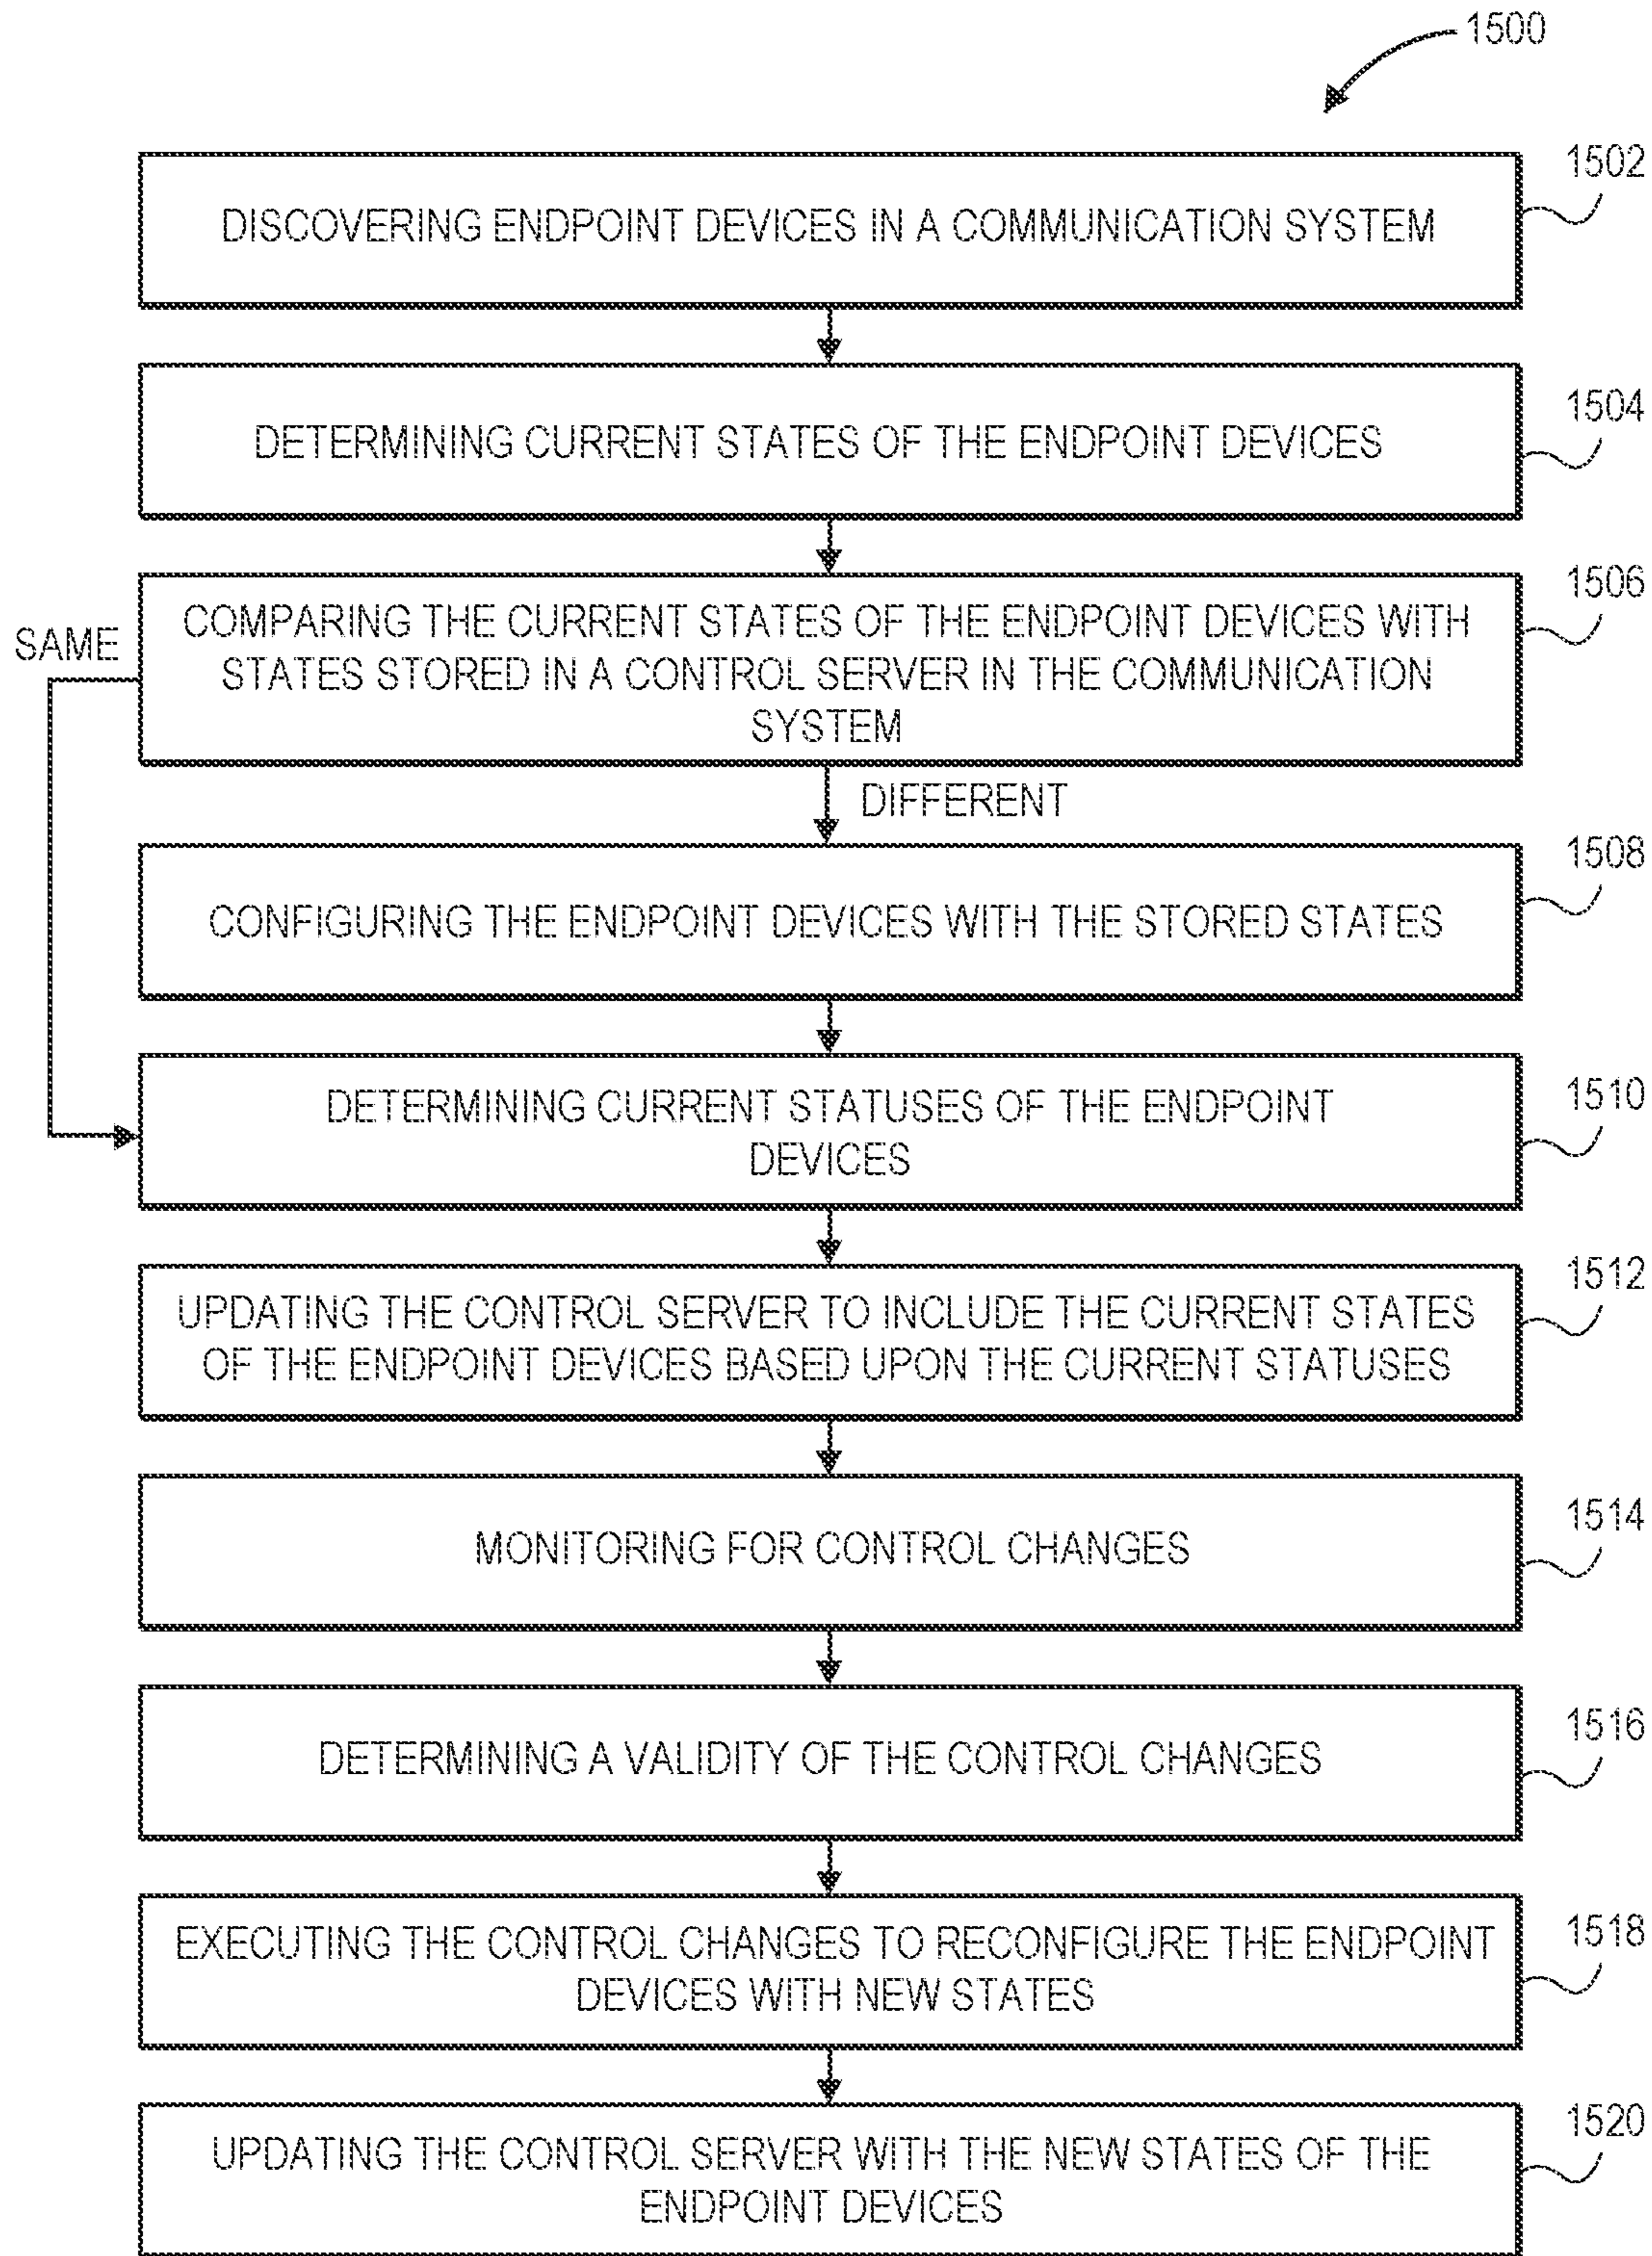 1500
1502
DISCOVERING ENDPOINT DEVICES IN A COMMUNICATION SYSTEM
1504
DETERMINING CURRENT STATES OF THE ENDPOINT DEVICES
1506
SAME
COMPARING THE CURRENT STATES OF THE ENDPOINT DEVICES WITH
STATES STORED IN A CONTROL SERVER IN THE COMMUNICATION
SYSTEM
DIFFERENT
1508
CONFIGURING THE ENDPOINT DEVICES WITH THE STORED STATES
1510
DETERMINING CURRENT STATUSES OF THE ENDPOINT
DEVICES
1512
UPDATING THE CONTROL SERVER TO INCLUDE THE CURRENT STATES
OF THE ENDPOINT DEVICES BASED UPON THE CURRENT STATUSES
1514
MONITORING FOR CONTROL CHANGES
1516
DETERMINING A VALIDITY OF THE CONTROL CHANGES
1518
EXECUTING THE CONTROL CHANGES TO RECONFIGURE THE ENDPOINT
DEVICES WITH NEW STATES
1520
UPDATING THE CONTROL SERVER WITH THE NEW STATES OF THE
ENDPOINT DEVICES